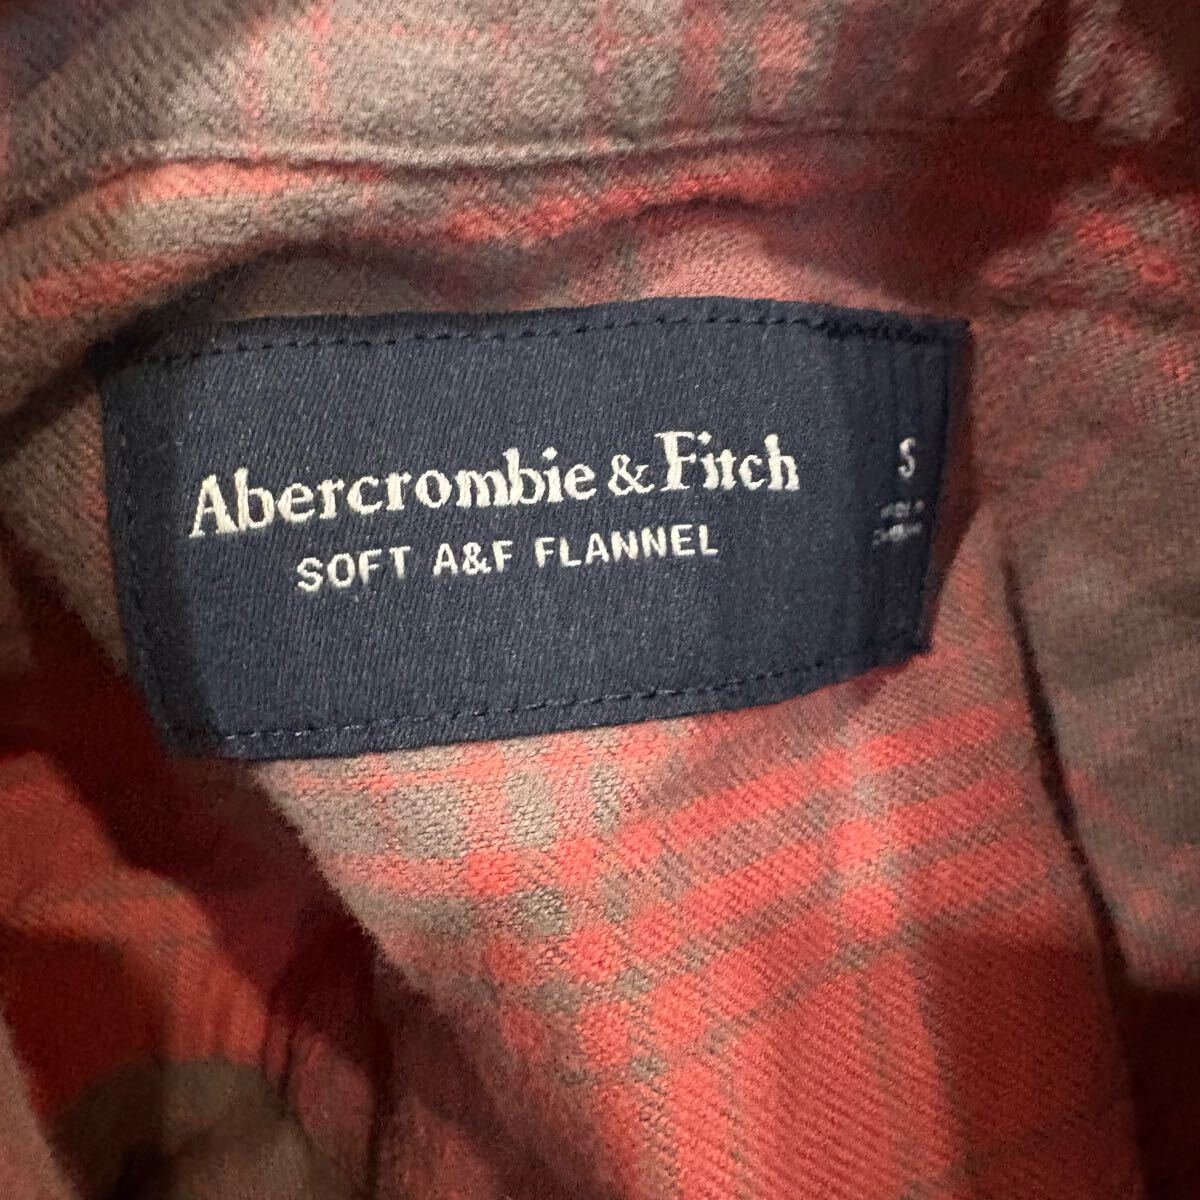 Abercrombie & Fitch
SOFT A&F FLANNEL
S